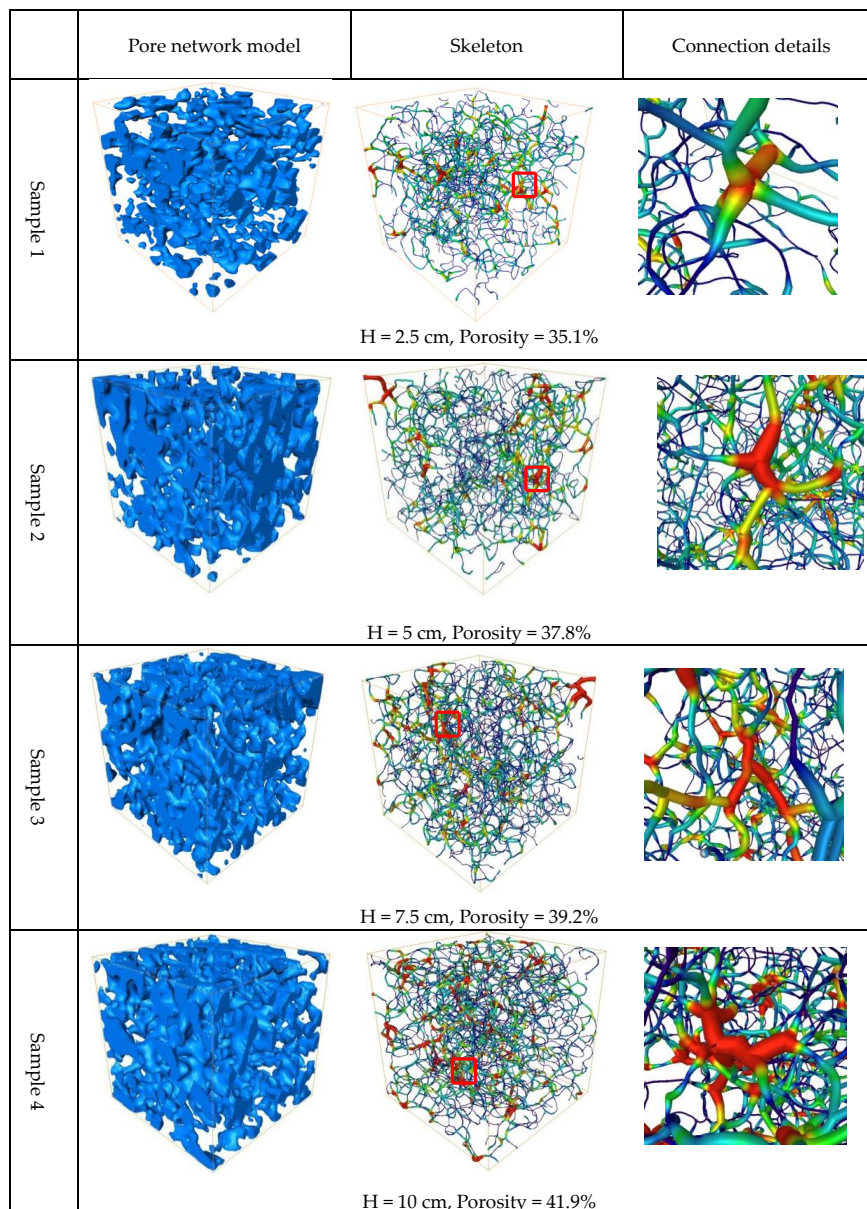 Pore network model
Skeleton
Connection details
Sample 1
H = 2.5 cm, Porosity = 35.1%
Sample 2
H = 5 cm, Porosity = 37.8%
Sample 3
H = 7.5 cm, Porosity = 39.2%
Sample 4
H = 10 cm, Porosity = 41.9%